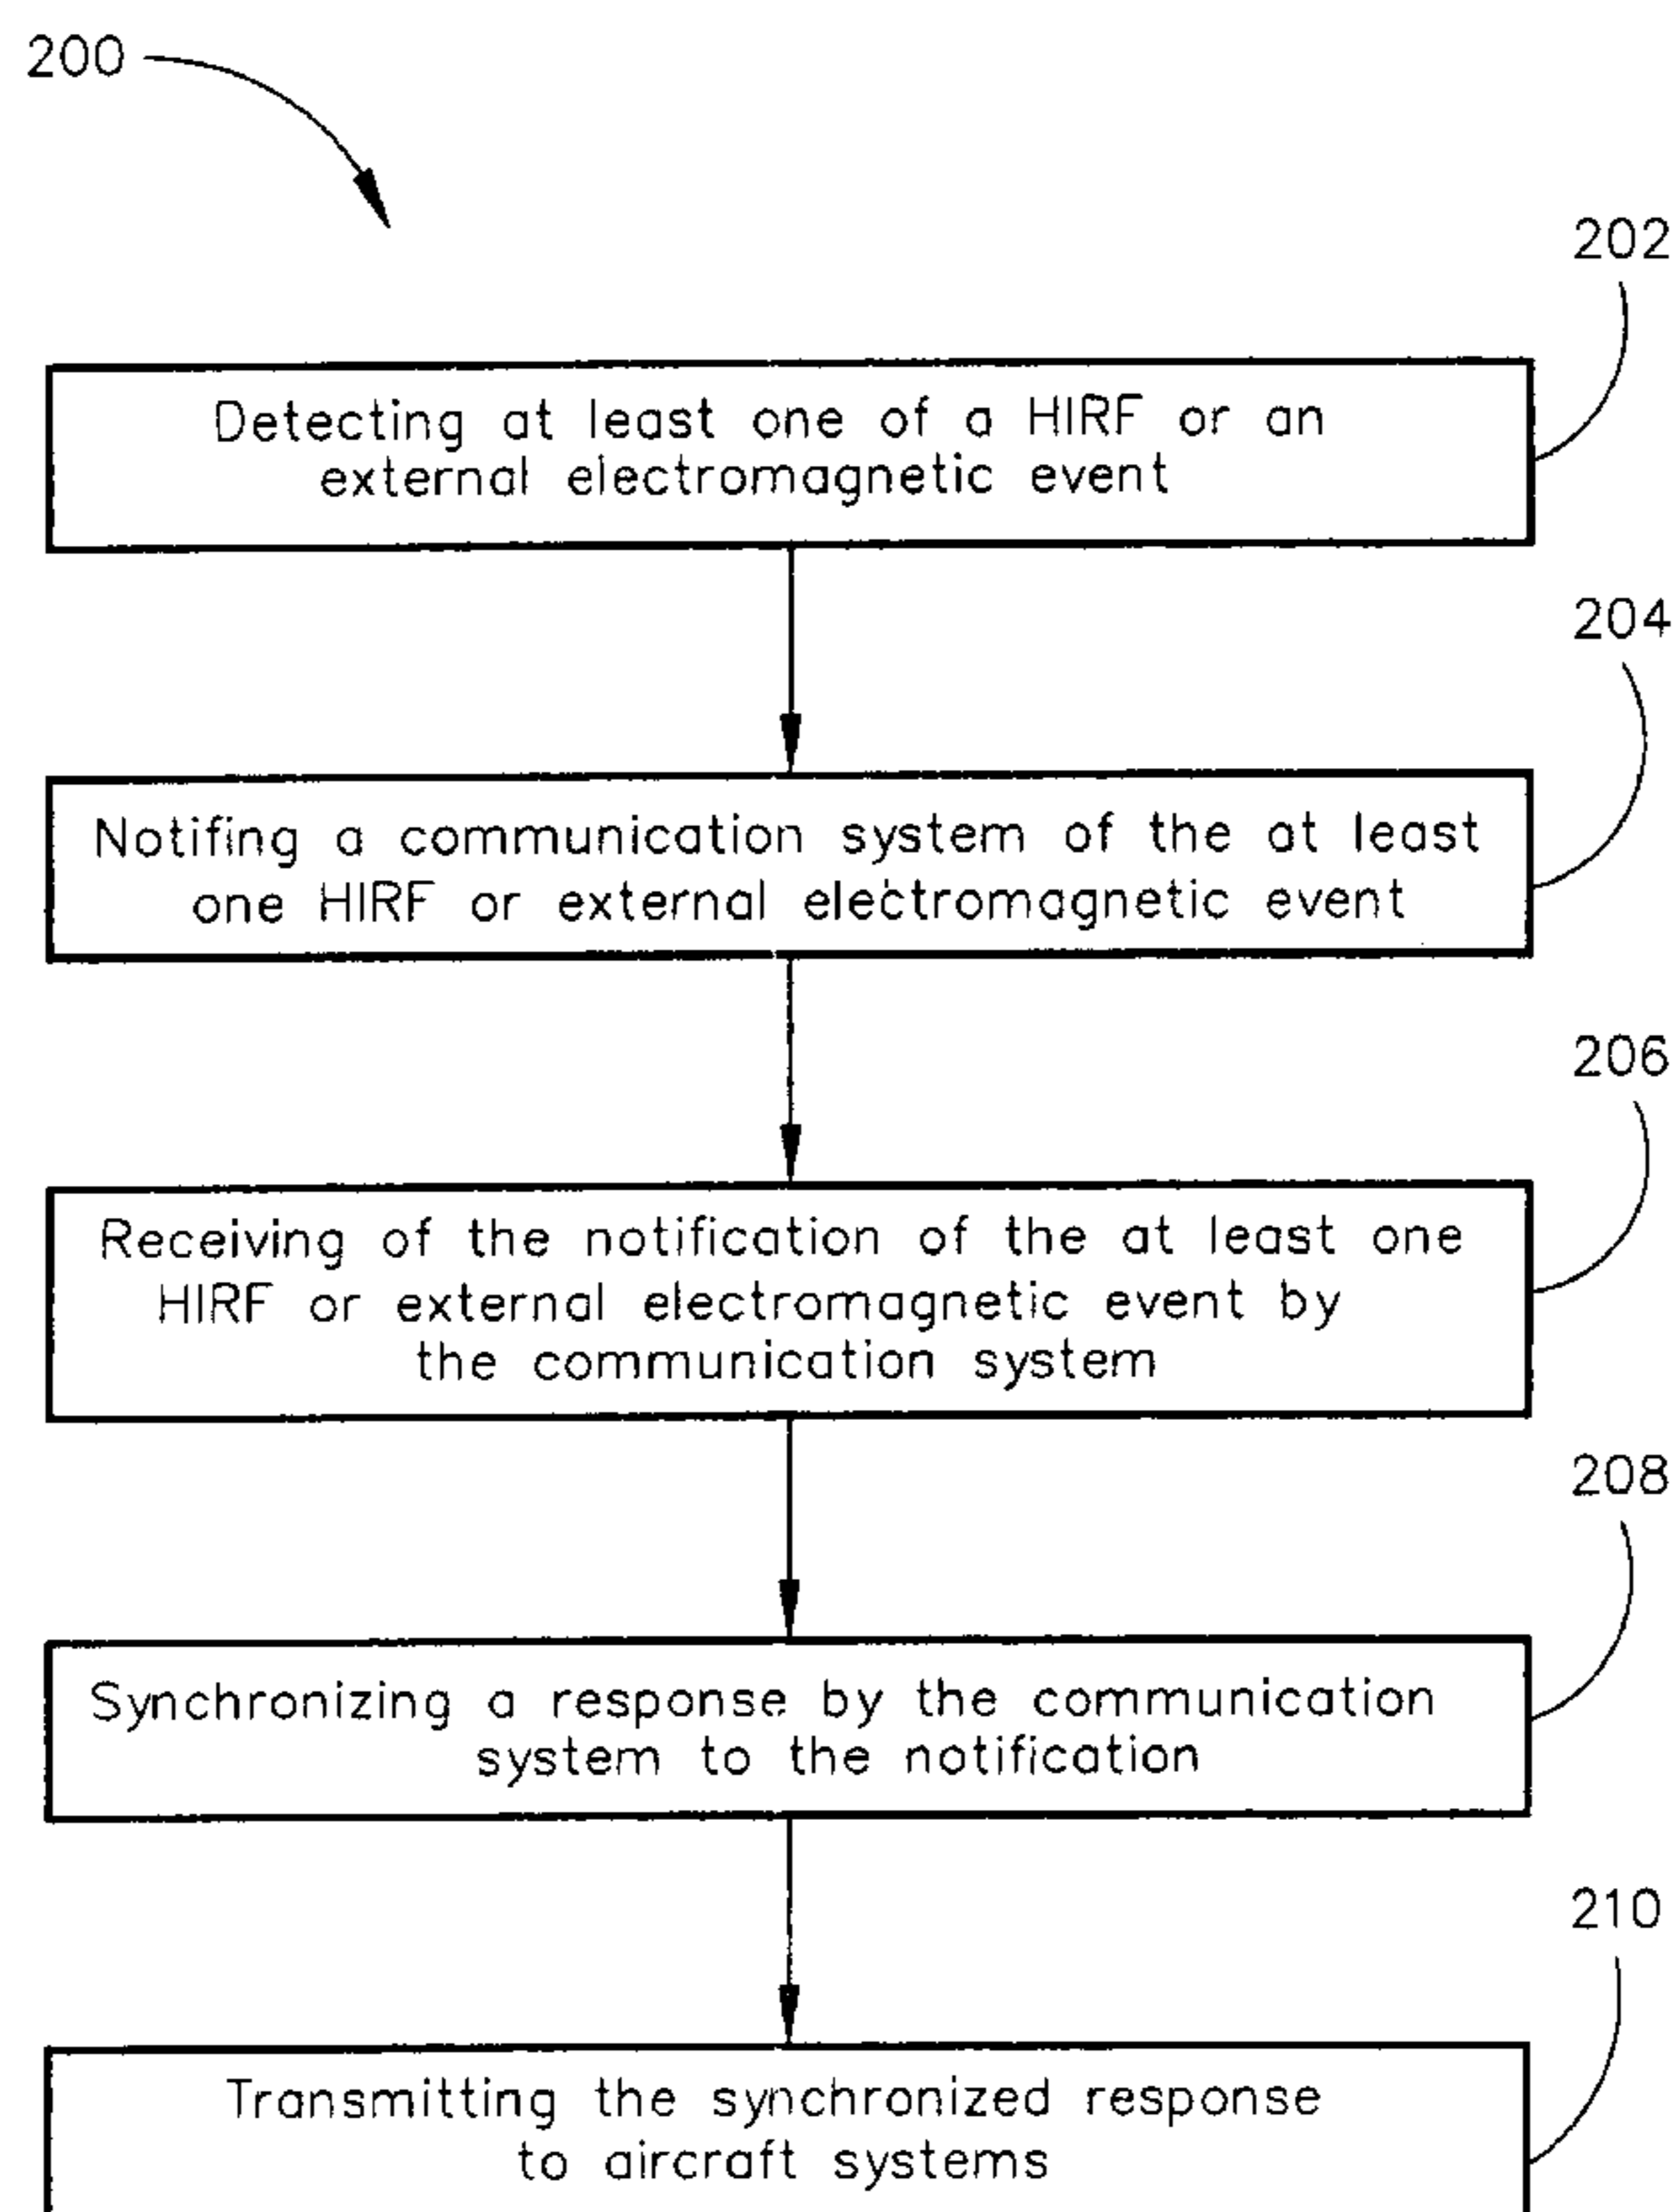 200
202
Detecting at least one of a HIRF or an
external electromagnetic event
204
Notifing a communication system of the at least
one HIRF or external electromagnetic event
206
Receiving of the notification of the at least one
HIRF or external electromagnetic event by
the communication system
208
Synchronizing a response by the communication
system to the notification
210
Transmitting the synchronized response
to aircraft systems